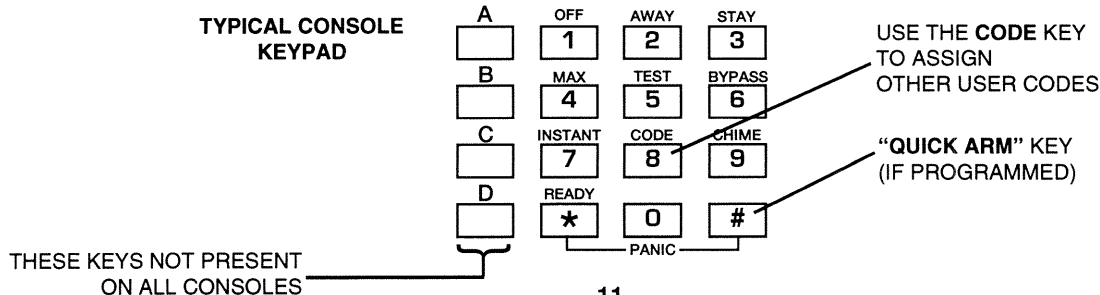 TYPICAL CONSOLE
KEYPAD
A OFF AWAY STAY
1 2 3
B MAX TEST BYPASS
4 5 6
C INSTANT CODE CHIME
7 8 9
D READY
* 0 #
PANIC
USE THE CODE KEY
TO ASSIGN
OTHER USER CODES
“QUICK ARM” KEY
(IF PROGRAMMED)
THESE KEYS NOT PRESENT
ON ALL CONSOLES
11